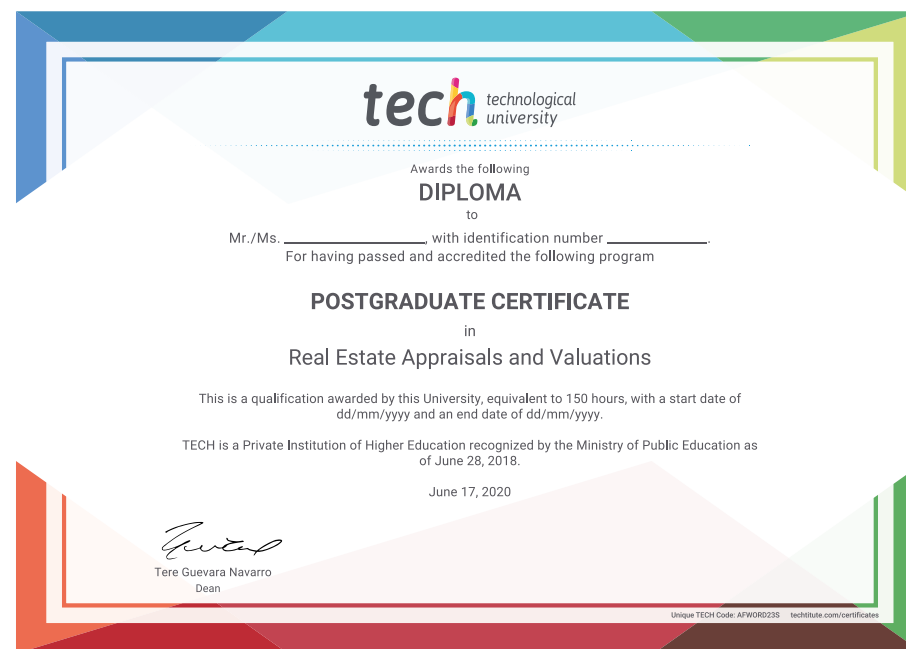 tech technological
university
Awards the following
DIPLOMA
to
Mr./Ms. ____________________, with identification number ______________.
For having passed and accredited the following program
POSTGRADUATE CERTIFICATE
in
Real Estate Appraisals and Valuations
This is a qualification awarded by this University, equivalent to 150 hours, with a start date of
dd/mm/yyyy and an end date of dd/mm/yyyy.
TECH is a Private Institution of Higher Education recognized by the Ministry of Public Education as
of June 28, 2018.
June 17, 2020
Tere Guevara Navarro
Dean
Unique TECH Code: AFWORD23S techtitute.com/certificates